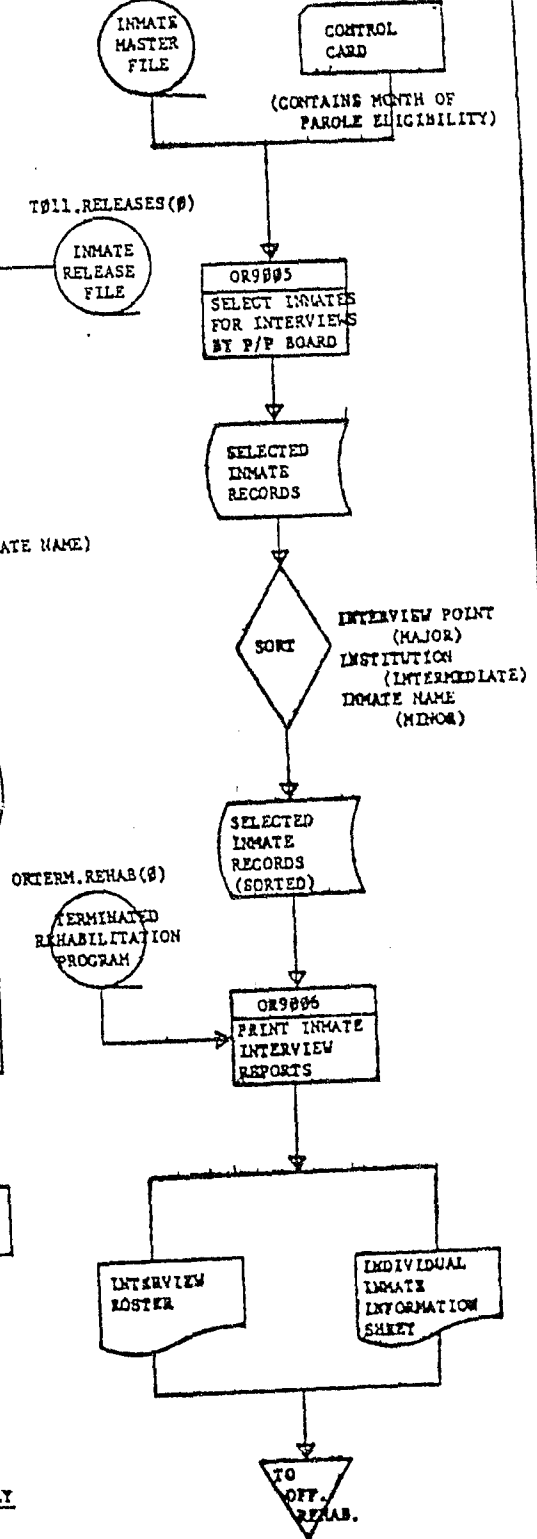 INMATE
MASTER
FILE
CONTROL
CARD
(CONTAINS MONTH OF
PAROLE ELIGIBILITY)
TØ11.RELEASES(Ø)
INMATE
RELEASE
FILE
OR9ØØ5
SELECT INMATES
FOR INTERVIEWS
BY P/P BOARD
SELECTED
INMATE
RECORDS
ATE NAME)
SORT
INTERVIEW POINT
(MAJOR)
INSTITUTION
(INTERMEDIATE)
INMATE NAME
(MINOR)
SELECTED
INMATE
RECORDS
(SORTED)
ORTERM.REHAB(Ø)
TERMINATED
REHABILITATION
PROGRAM
OR9ØØ6
PRINT INMATE
INTERVIEW
REPORTS
INTERVIEW
ROSTER
INDIVIDUAL
INMATE
INFORMATION
SHEET
TO
OFF.
REHAB.